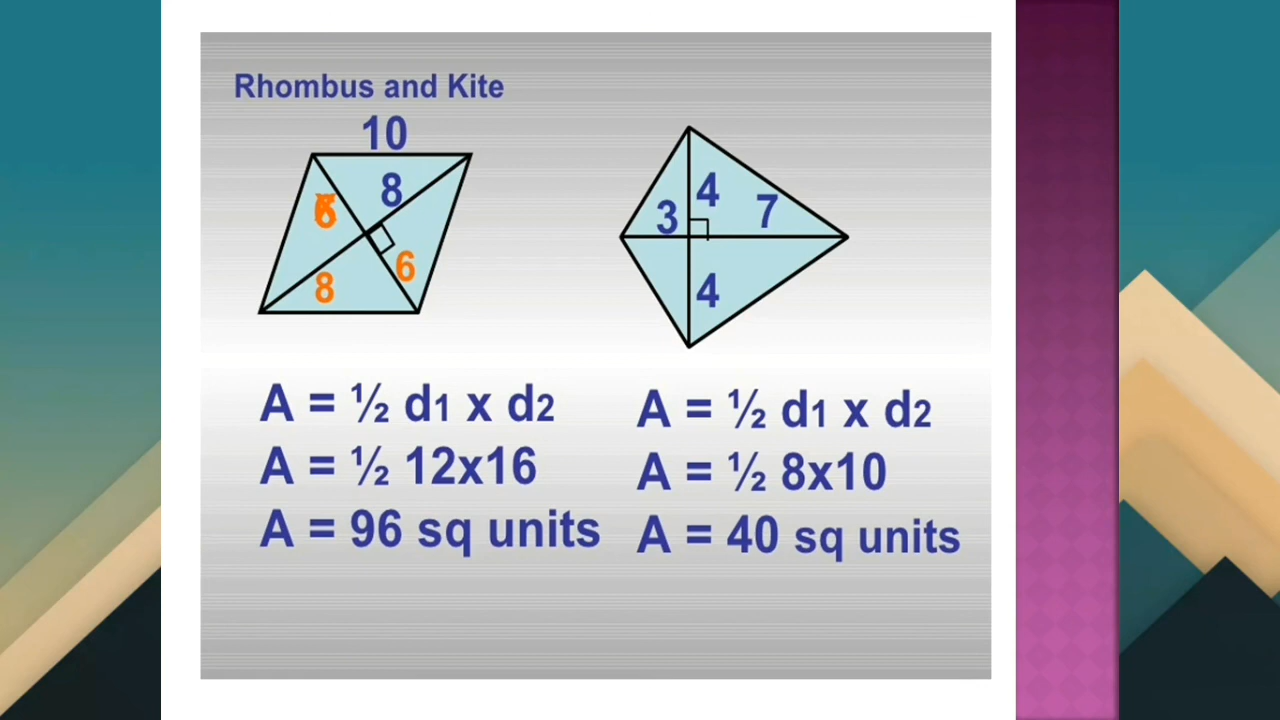 Rhombus and Kite
10
8
6
8
6
3
4
7
4
A = ½ d1 x d2
A = ½ 12x16
A = 96 sq units
A = ½ d1 x d2
A = ½ 8x10
A = 40 sq units